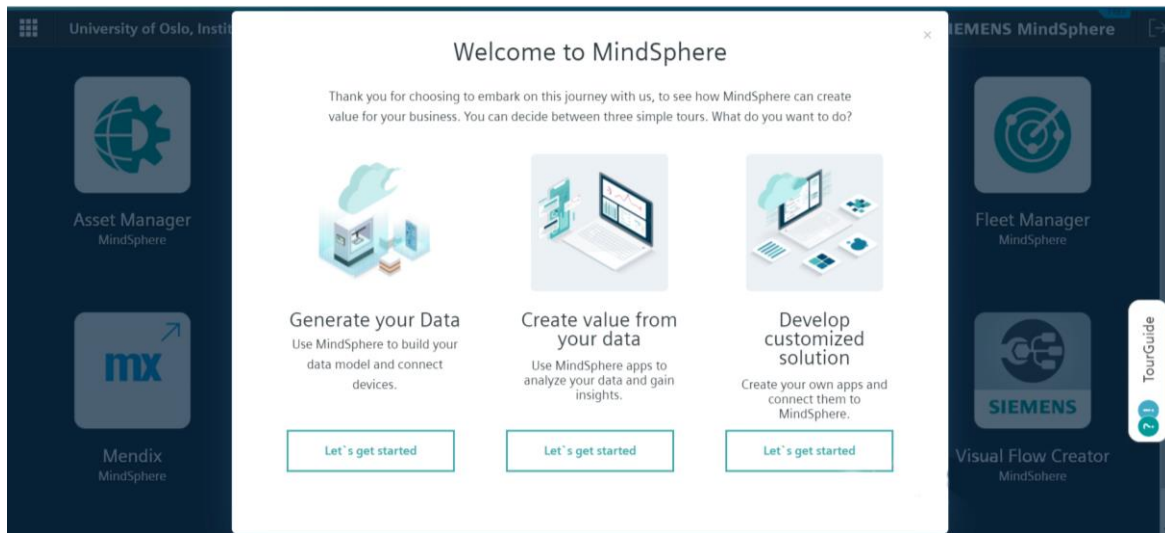 University of Oslo, Instit
IEMENS MindSphere
×
Welcome to MindSphere
Thank you for choosing to embark on this journey with us, to see how MindSphere can create
value for your business. You can decide between three simple tours. What do you want to do?
Asset Manager
MindSphere
Fleet Manager
MindSphere
Generate your Data
Use MindSphere to build your
data model and connect
devices.
Let`s get started
Create value from
your data
Use MindSphere apps to
analyze your data and gain
insights.
Let`s get started
Develop
customized
solution
Create your own apps and
connect them to
MindSphere.
Let`s get started
mx
Mendix
MindSphere
SIEMENS
Visual Flow Creator
MindSphere
TourGuide
?!